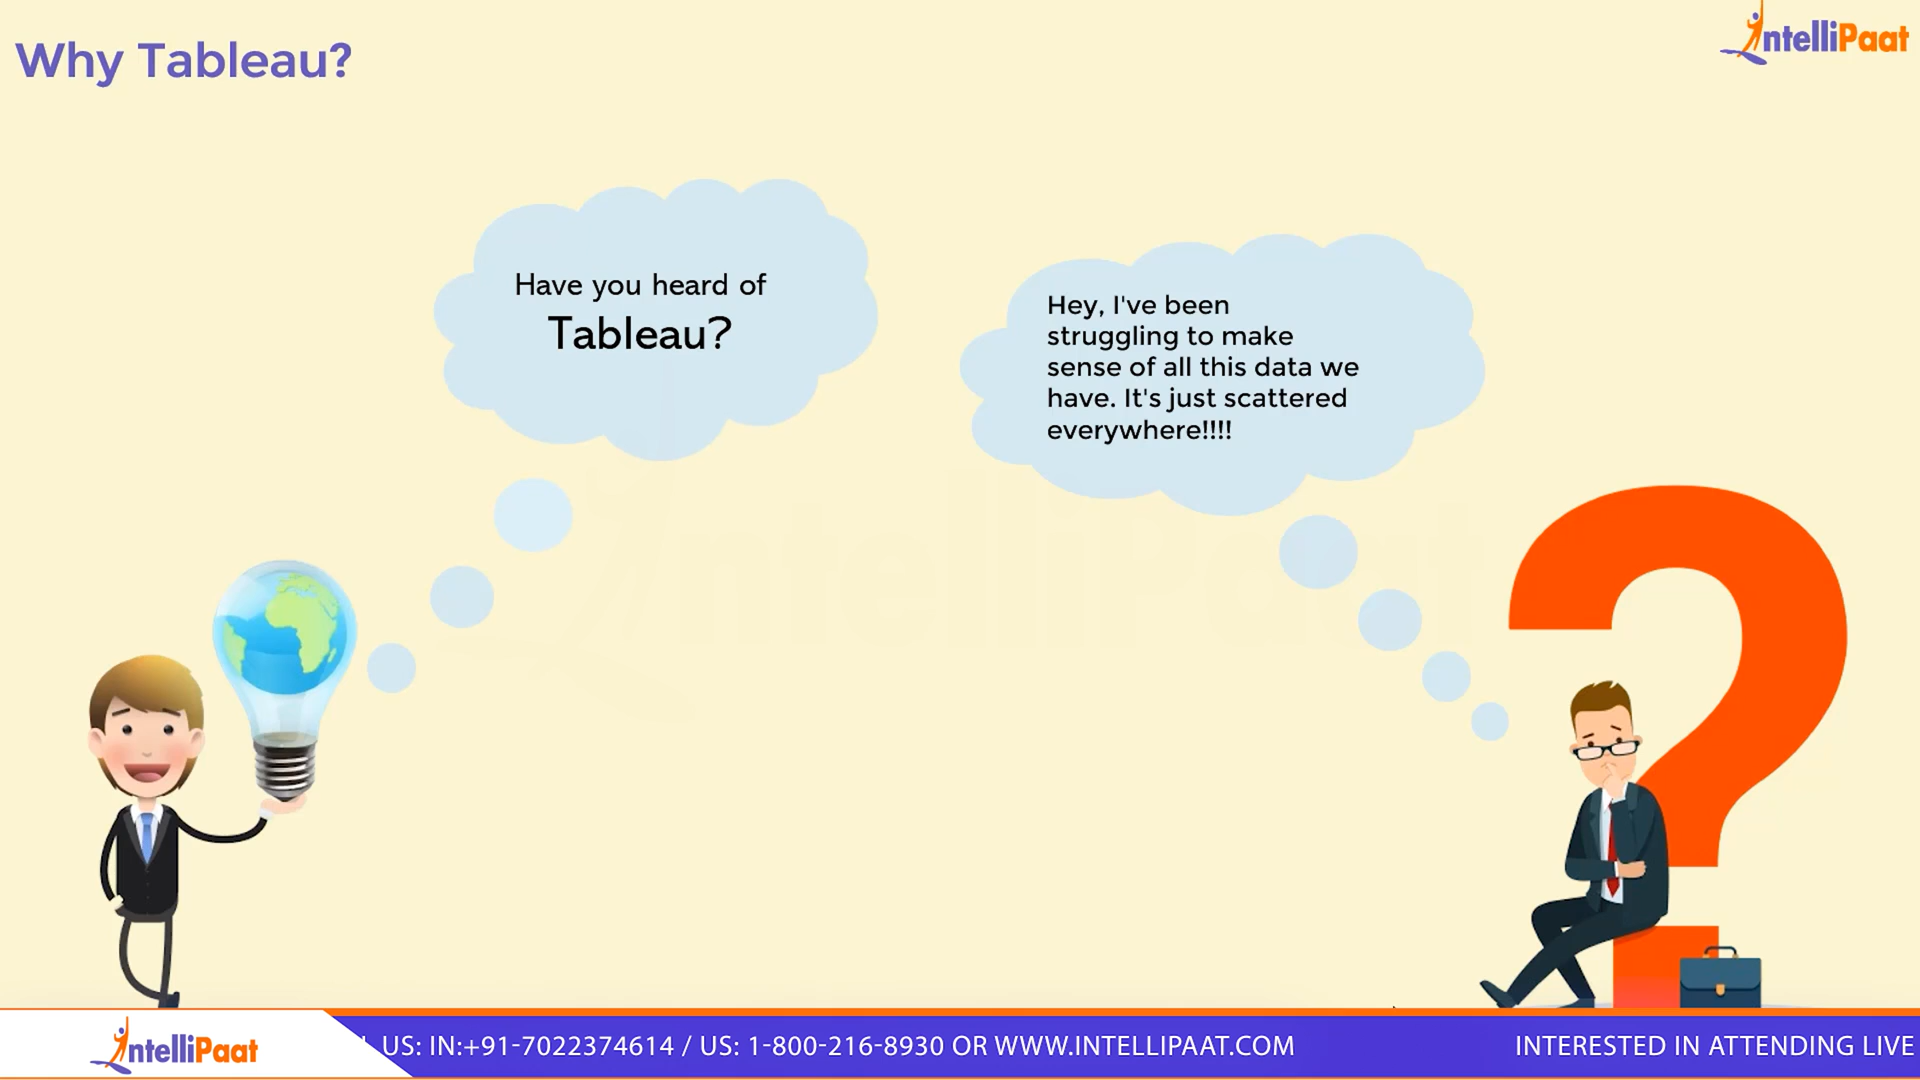 Why Tableau?
IntelliPaat
Have you heard of
Tableau?
Hey, I've been
struggling to make
sense of all this data we
have. It's just scattered
everywhere!!!!
IntelliPaat
IntelliPaat
US: IN:+91-7022374614 / US: 1-800-216-8930 OR WWW.INTELLIPAAT.COM
INTERESTED IN ATTENDING LIVE